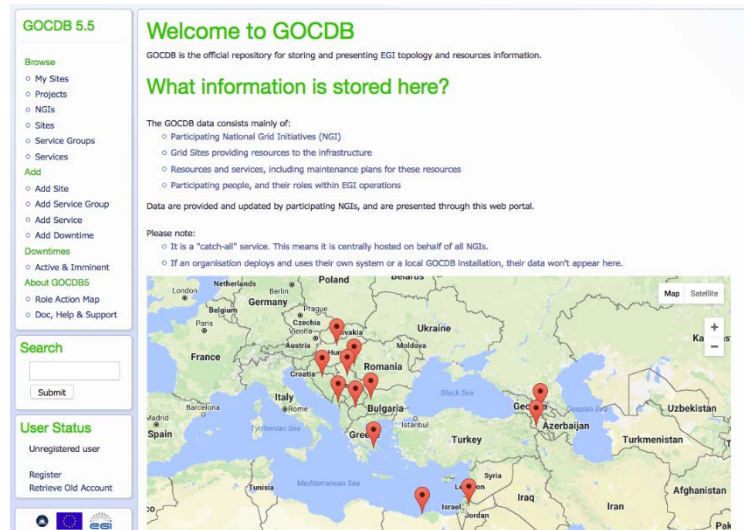 GOCDB 5.5
Browse
My Sites
Projects
NGIs
Sites
Service Groups
Services
Add
Add Site
Add Service Group
Add Service
Add Downtime
Downtimes
Active & Imminent
About GOCDB5
Role Action Map
Doc, Help & Support
Search
Submit
User Status
Unregistered user
Register
Retrieve Old Account
egi
Welcome to GOCDB
GOCDB is the official repository for storing and presenting EGI topology and resources information.
What information is stored here?
The GOCDB data consists mainly of:
Participating National Grid Initiatives (NGI)
Grid Sites providing resources to the infrastructure
Resources and services, including maintenance plans for these resources
Participating people, and their roles within EGI operations
Data are provided and updated by participating NGIs, and are presented through this web portal.
Please note:
It is a "catch-all" service. This means it is centrally hosted on behalf of all NGIs.
If an organisation deploys and uses their own system or a local GOCDB installation, their data won't appear here.
Netherlands
Berlin
Poland
Belarus
London
Map Satellite
Belgium
Germany
Prague
Paris
Czechia
Vienna
Ukraine
Austria
Moldova
France
Romania
Croatia
Italy
Barcelona
Rome
Bulgaria
Black Sea
Caspian Sea
Uzbekistan
Madrid
Istanbul
Azerbaijan
Spain
Tyrrhenian Sea
Turkey
Turkmenistan
Syria
Tunisia
Mediterranean Sea
Iraq
Iran
Afghanistan
Israel
Jordan